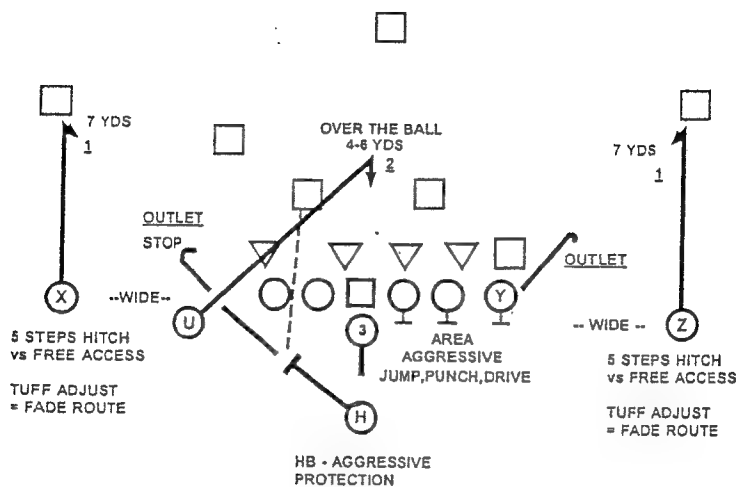 7 YDS
1
OVER THE BALL
4-6 YDS
2
7 YDS
1
OUTLET
STOP
OUTLET
X
--WIDE--
U
3
Y
-- WIDE --
Z
5 STEPS HITCH
vs FREE ACCESS
TUFF ADJUST
= FADE ROUTE
AREA
AGGRESSIVE
JUMP,PUNCH,DRIVE
5 STEPS HITCH
vs FREE ACCESS
TUFF ADJUST
= FADE ROUTE
H
HB - AGGRESSIVE
PROTECTION